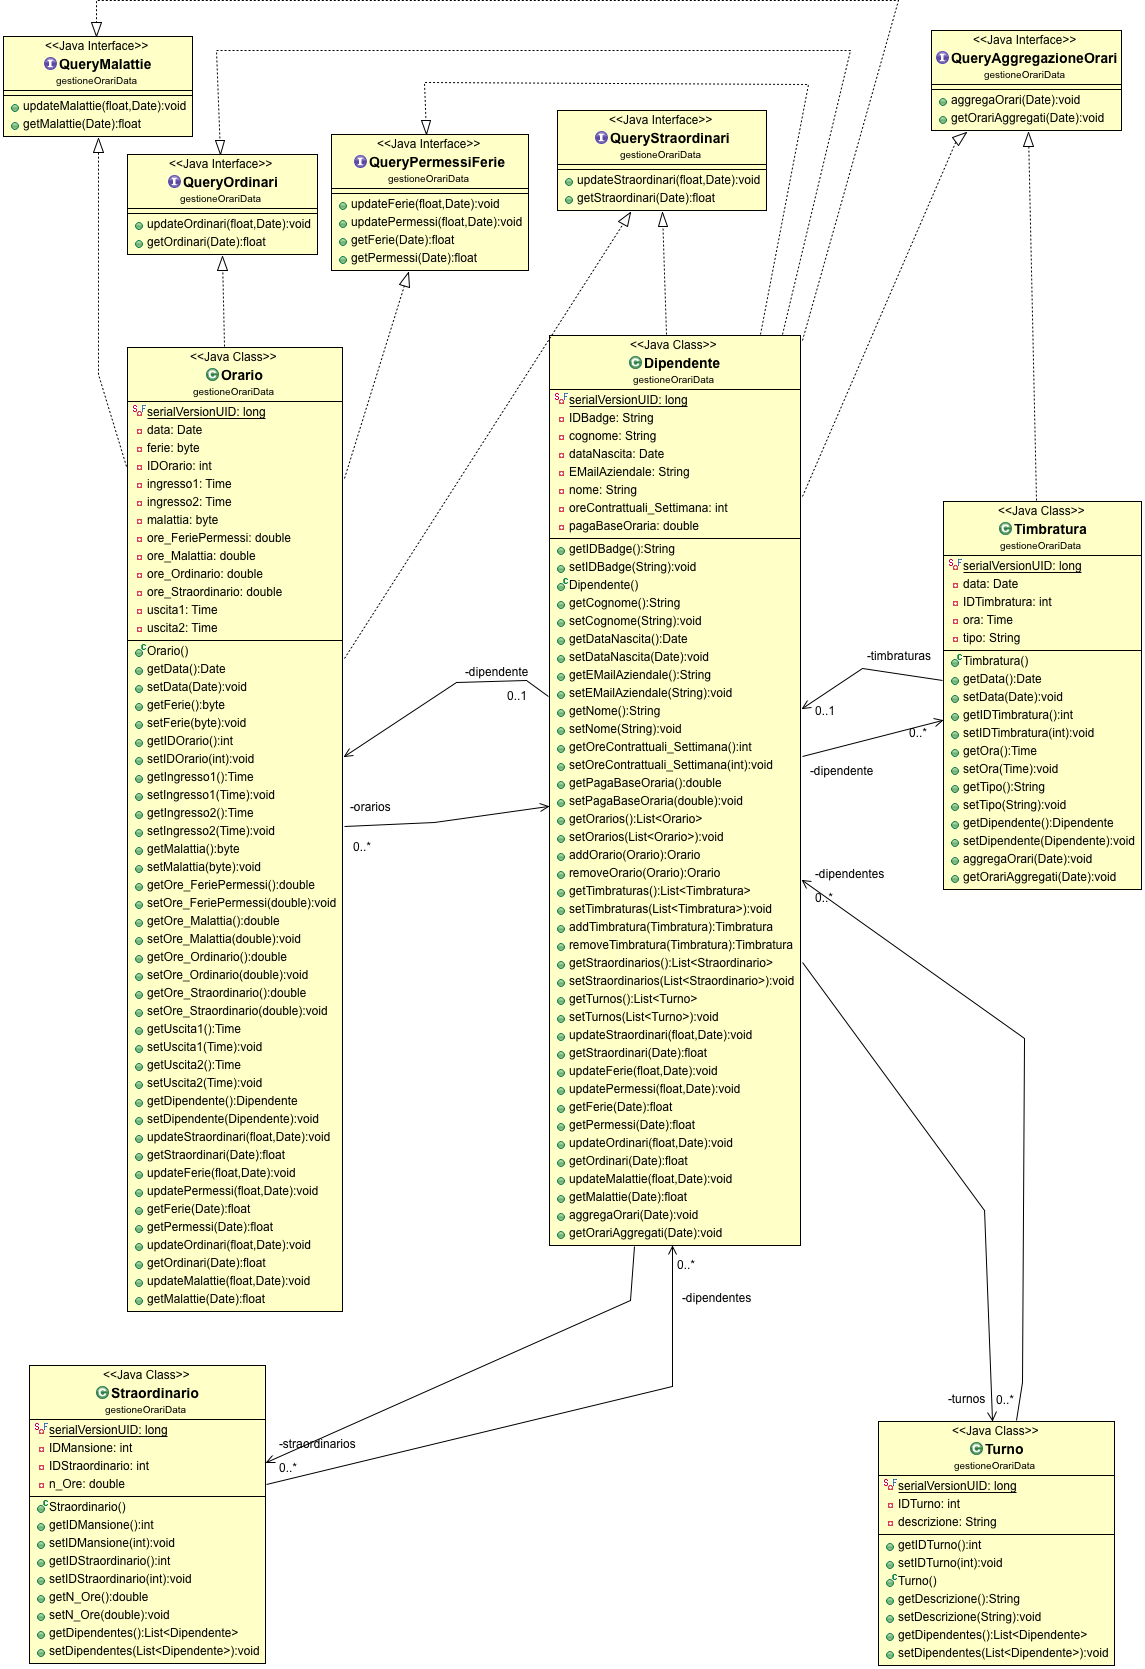 <<Java Interface>>
QueryMalattie
gestioneOrariData
updateMalattie(float,Date):void
getMalattie(Date):float
<<Java Interface>>
QueryOrdinari
gestioneOrariData
updateOrdinari(float,Date):void
getOrdinari(Date):float
<<Java Interface>>
QueryPermessiFerie
gestioneOrariData
updateFerie(float,Date):void
updatePermessi(float,Date):void
getFerie(Date):float
getPermessi(Date):float
<<Java Interface>>
QueryStraordinari
gestioneOrariData
updateStraordinari(float,Date):void
getStraordinari(Date):float
<<Java Interface>>
QueryAggregazioneOrari
gestioneOrariData
aggregaOrari(Date):void
getOrariAggregati(Date):void
<<Java Class>>
Orario
gestioneOrariData
serialVersionUID: long
data: Date
ferie: byte
IDOrario: int
ingresso1: Time
ingresso2: Time
malattia: byte
ore_FeriePermessi: double
ore_Malattia: double
ore_Ordinario: double
ore_Straordinario: double
uscita1: Time
uscita2: Time
Orario()
getData():Date
setData(Date):void
getFerie():byte
setFerie(byte):void
getIDOrario():int
setIDOrario(int):void
getIngresso1():Time
setIngresso1(Time):void
getIngresso2():Time
setIngresso2(Time):void
getMalattia():byte
setMalattia(byte):void
getOre_FeriePermessi():double
setOre_FeriePermessi(double):void
getOre_Malattia():double
setOre_Malattia(double):void
getOre_Ordinario():double
setOre_Ordinario(double):void
getOre_Straordinario():double
setOre_Straordinario(double):void
getUscita1():Time
setUscita1(Time):void
getUscita2():Time
setUscita2(Time):void
getDipendente():Dipendente
setDipendente(Dipendente):void
updateStraordinari(float,Date):void
getStraordinari(Date):float
updateFerie(float,Date):void
updatePermessi(float,Date):void
getFerie(Date):float
getPermessi(Date):float
updateOrdinari(float,Date):void
getOrdinari(Date):float
updateMalattie(float,Date):void
getMalattie(Date):float
-dipendente
0..1
-orarios
0..*
<<Java Class>>
Dipendente
gestioneOrariData
serialVersionUID: long
IDBadge: String
cognome: String
dataNascita: Date
EMailAziendale: String
nome: String
oreContrattuali_Settimana: int
pagaBaseOraria: double
getIDBadge():String
setIDBadge(String):void
Dipendente()
getCognome():String
setCognome(String):void
getDataNascita():Date
setDataNascita(Date):void
getEMailAziendale():String
setEMailAziendale(String):void
getNome():String
setNome(String):void
getOreContrattuali_Settimana():int
setOreContrattuali_Settimana(int):void
getPagaBaseOraria():double
setPagaBaseOraria(double):void
getOrarios():List<Orario>
setOrarios(List<Orario>):void
addOrario(Orario):Orario
removeOrario(Orario):Orario
getTimbraturas():List<Timbratura>
setTimbraturas(List<Timbratura>):void
addTimbratura(Timbratura):Timbratura
removeTimbratura(Timbratura):Timbratura
getStraordinarios():List<Straordinario>
setStraordinarios(List<Straordinario>):void
getTurnos():List<Turno>
setTurnos(List<Turno>):void
updateStraordinari(float,Date):void
getStraordinari(Date):float
updateFerie(float,Date):void
updatePermessi(float,Date):void
getFerie(Date):float
getPermessi(Date):float
updateOrdinari(float,Date):void
getOrdinari(Date):float
updateMalattie(float,Date):void
getMalattie(Date):float
aggregaOrari(Date):void
getOrariAggregati(Date):void
-timbraturas
0..1
0..*
-dipendente
<<Java Class>>
Timbratura
gestioneOrariData
serialVersionUID: long
data: Date
IDTimbratura: int
ora: Time
tipo: String
Timbratura()
getData():Date
setData(Date):void
getIDTimbratura():int
setIDTimbratura(int):void
getOra():Time
setOra(Time):void
getTipo():String
setTipo(String):void
getDipendente():Dipendente
setDipendente(Dipendente):void
aggregaOrari(Date):void
getOrariAggregati(Date):void
-dipendentes
0..*
0..*
-dipendentes
-turnos
0..*
-straordinarios
0..*
<<Java Class>>
Straordinario
gestioneOrariData
serialVersionUID: long
IDMansione: int
IDStraordinario: int
n_Ore: double
Straordinario()
getIDMansione():int
setIDMansione(int):void
getIDStraordinario():int
setIDStraordinario(int):void
getN_Ore():double
setN_Ore(double):void
getDipendentes():List<Dipendente>
setDipendentes(List<Dipendente>):void
<<Java Class>>
Turno
gestioneOrariData
serialVersionUID: long
IDTurno: int
descrizione: String
getIDTurno():int
setIDTurno(int):void
Turno()
getDescrizione():String
setDescrizione(String):void
getDipendentes():List<Dipendente>
setDipendentes(List<Dipendente>):void